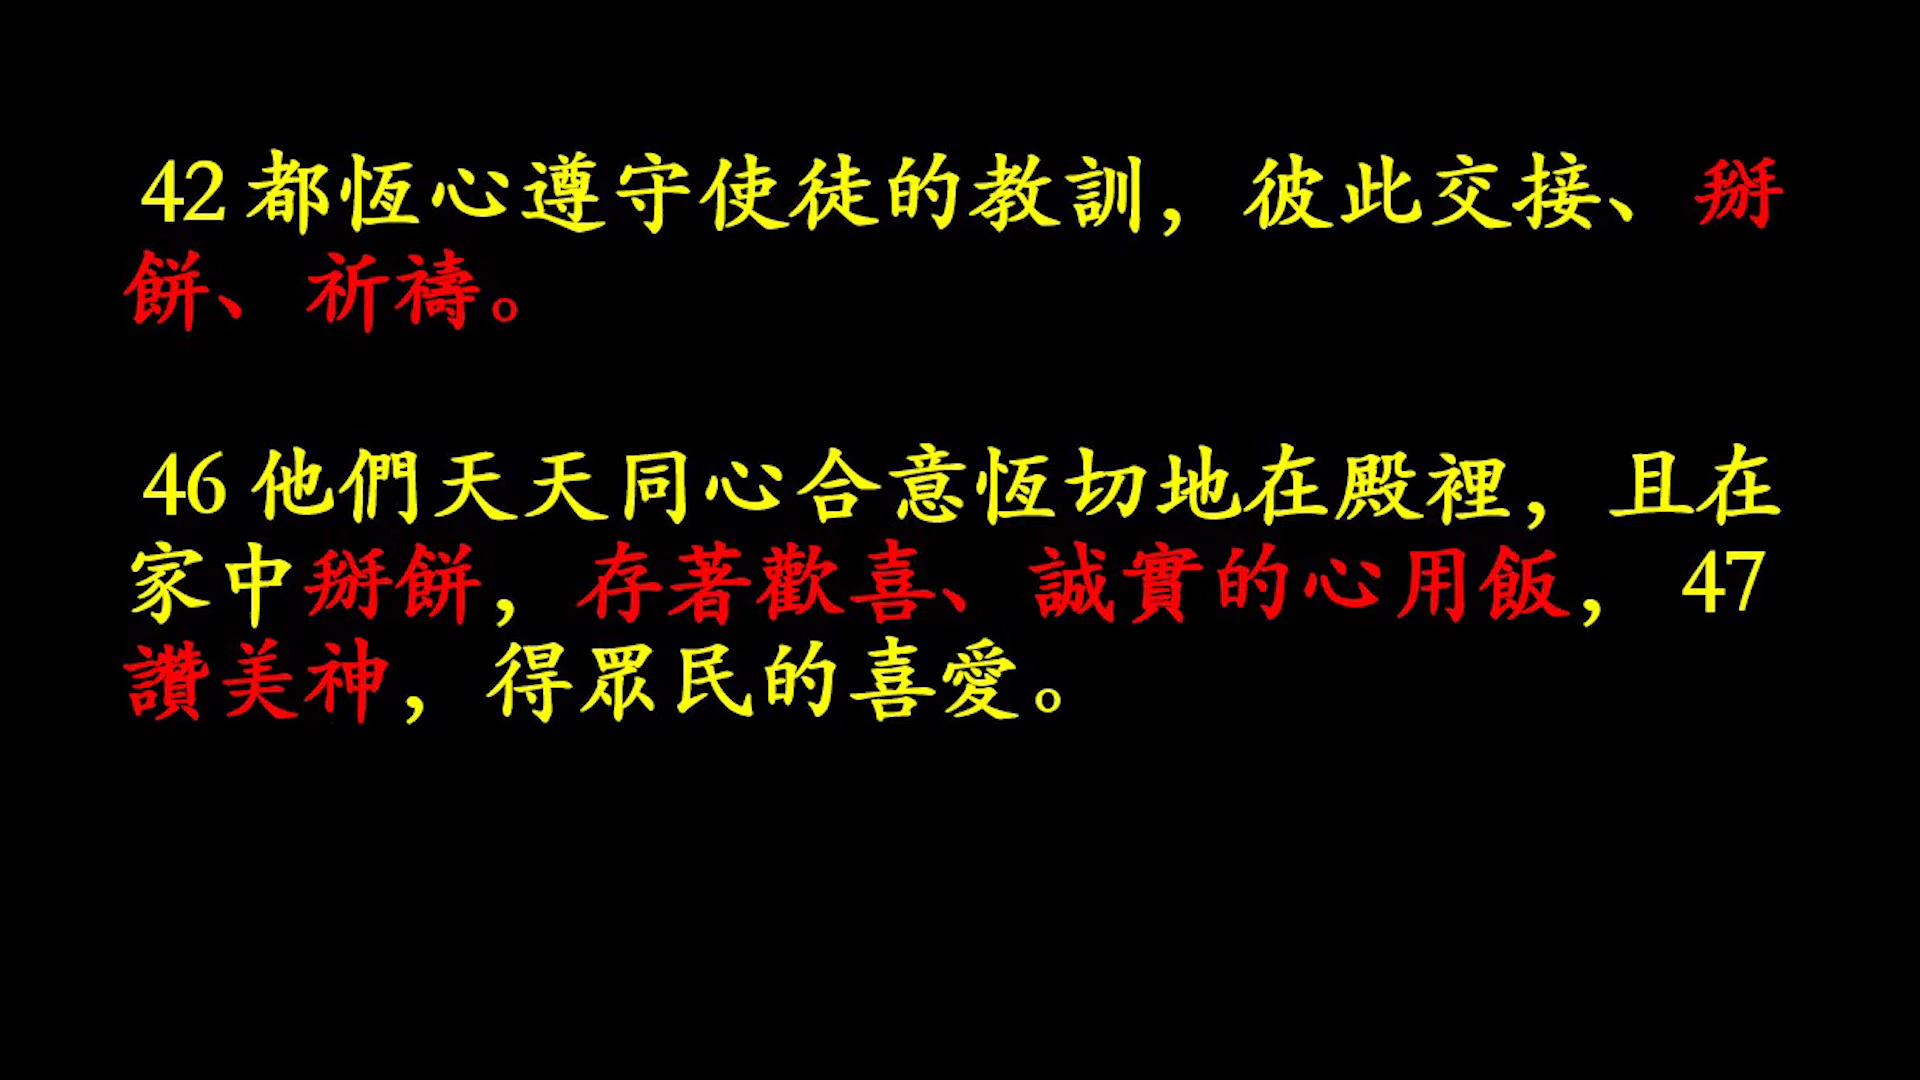 42 都恆心遵守使徒的教訓，彼此交接、掰
餅、祈禱。
46 他們天天同心合意恆切地在殿裡，且在
家中掰餅，存著歡喜、誠實的心用飯，47
讚美神，得眾民的喜愛。